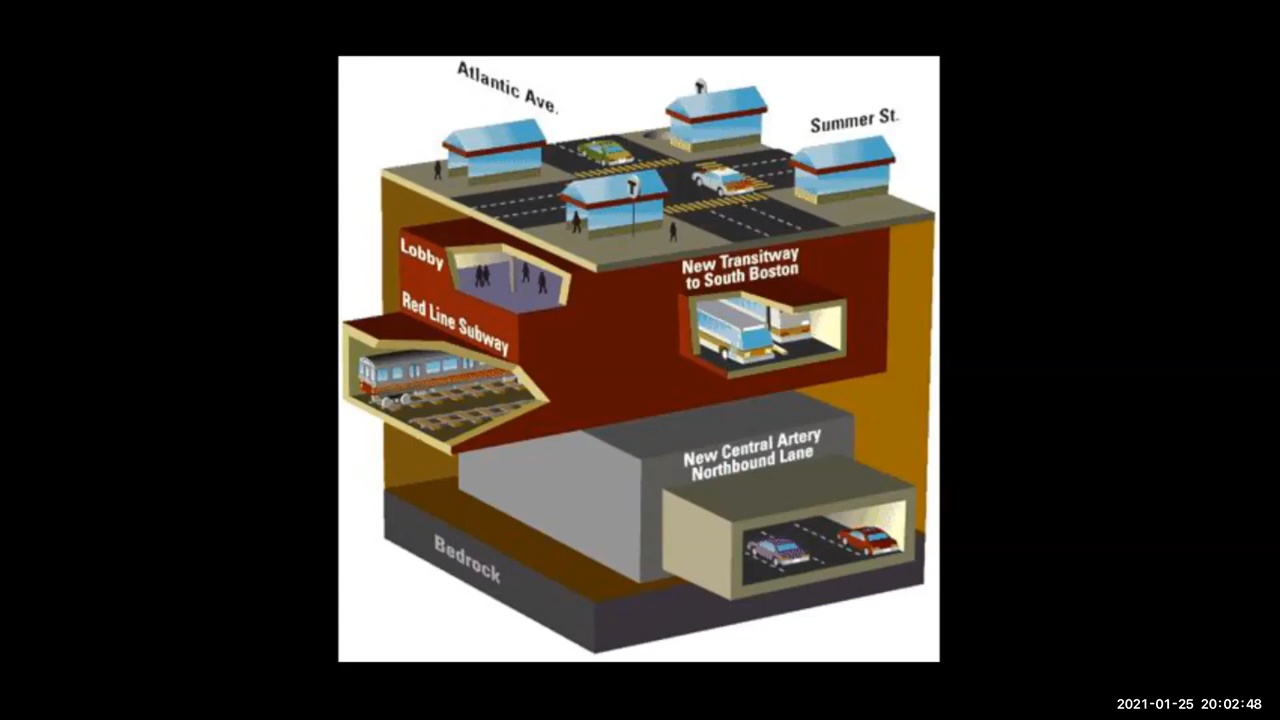 Atlantic Ave.
Summer St.
Lobby
New Transitway
to South Boston
Red Line Subway
New Central Artery
Northbound Lane
Bedrock
2021-01-25 20:02:48